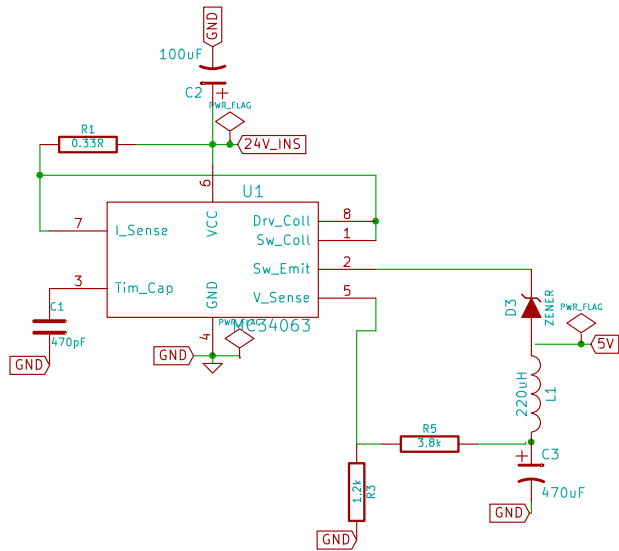 GND
100uF
C2
PWR_FLAG
R1
0.33R
24V_INS
6
U1
VCC
7
I_Sense
Drv_Coll
8
Sw_Coll
1
Sw_Emit
2
3
Tim_Cap
GND
V_Sense
5
C1
470pF
4
PWR_FLAG
MC34063
GND
GND
D3
ZENER
PWR_FLAG
5V
220uH
L1
R5
3,8k
C3
470uF
1,2k
R3
GND
GND